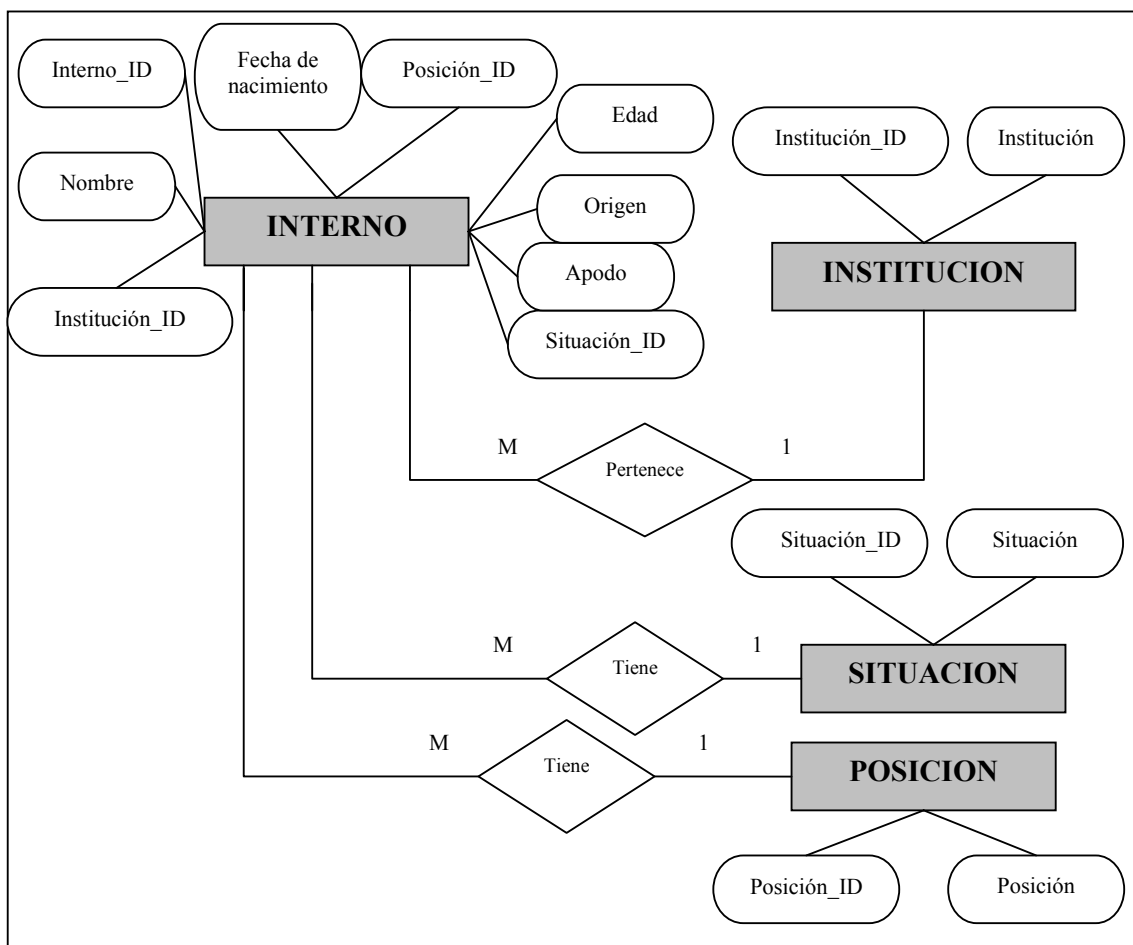 Interno_ID
Fecha de
nacimiento
Posición_ID
Edad
Institución_ID
Institución
Nombre
Origen
INTERNO
INSTITUCION
Apodo
Institución_ID
Situación_ID
M
1
Pertenece
Situación_ID
Situación
M
1
Tiene
SITUACION
M
1
Tiene
POSICION
Posición_ID
Posición